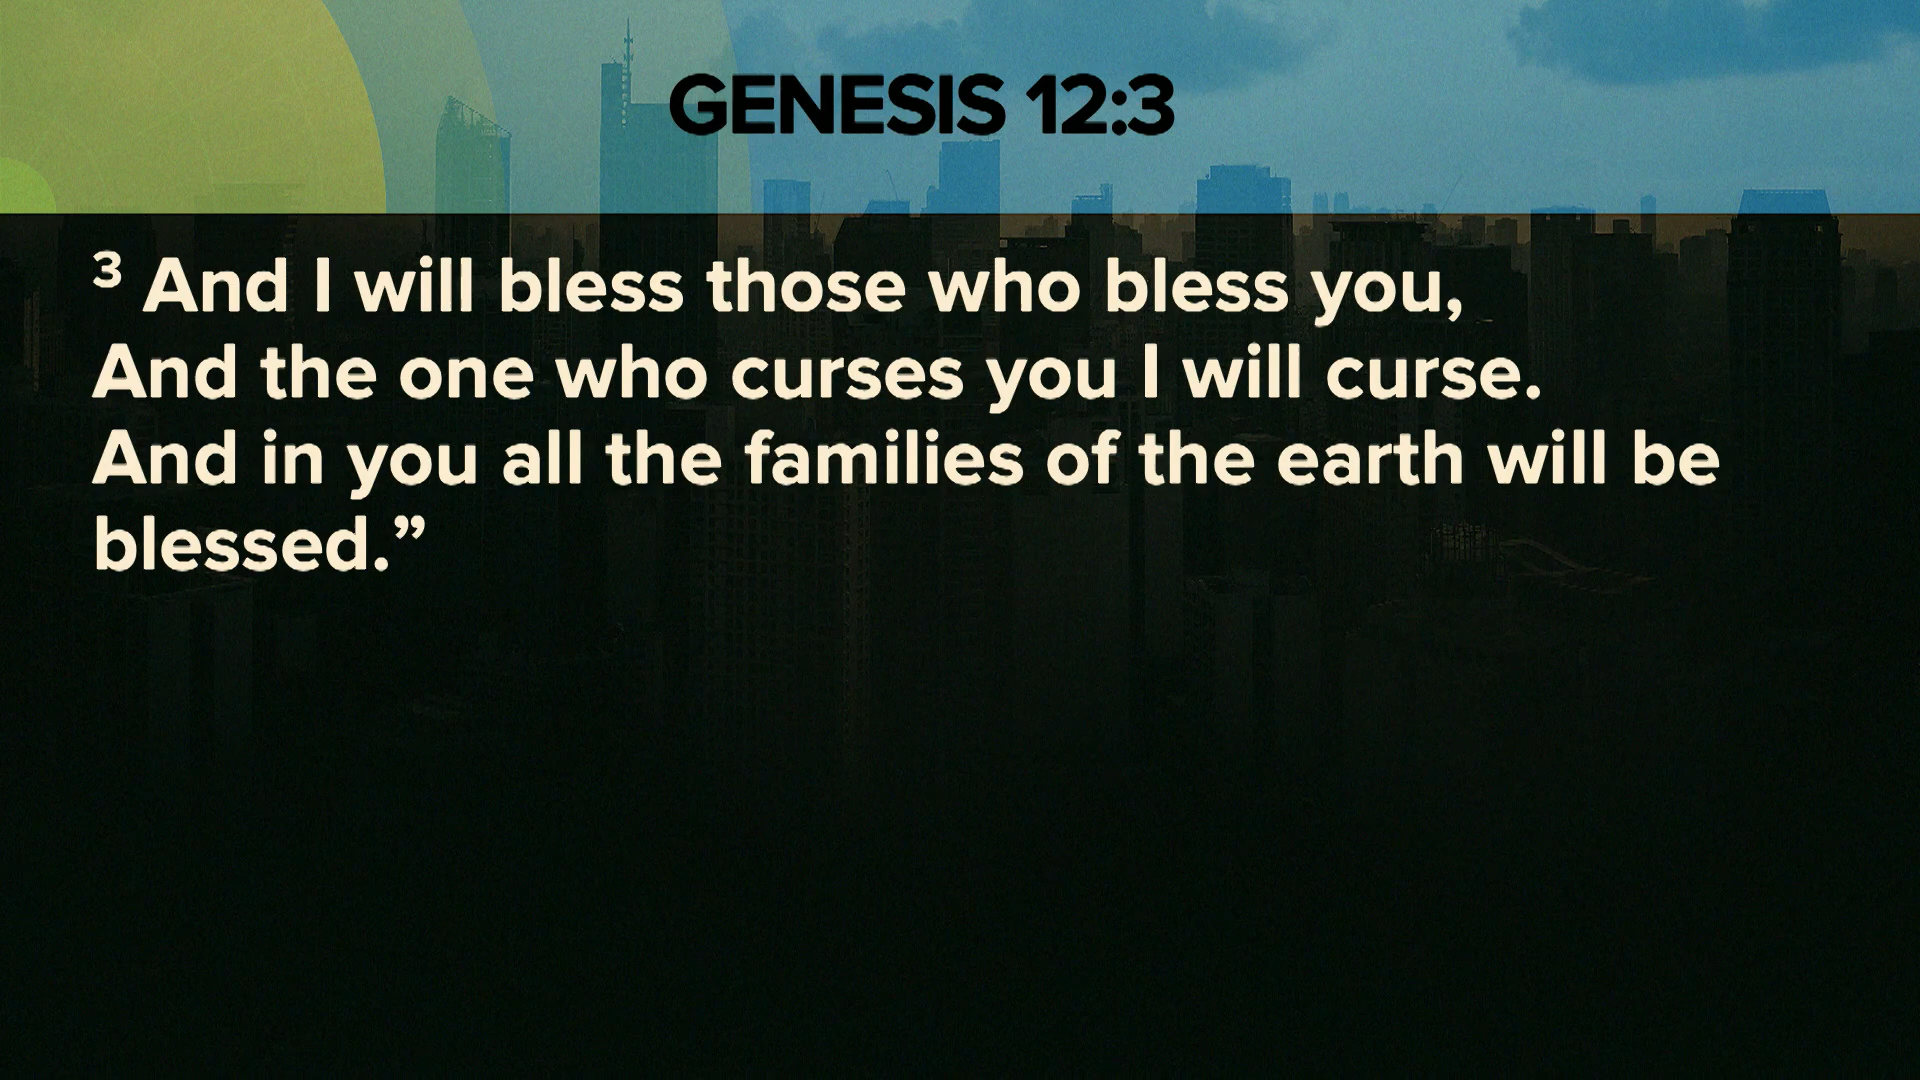 GENESIS 12:3
³ And I will bless those who bless you,
And the one who curses you I will curse.
And in you all the families of the earth will be
blessed.”